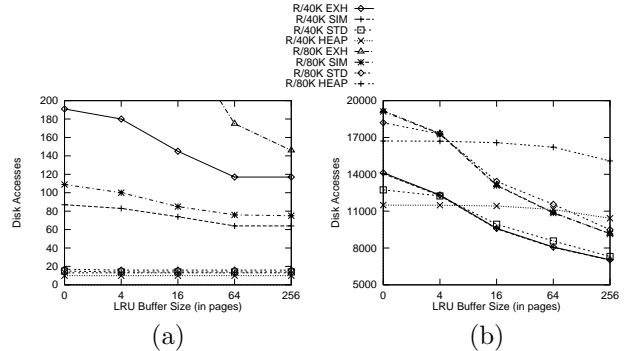 R/40K EXH
R/40K SIM
R/40K STD
R/40K HEAP
R/80K EXH
R/80K SIM
R/80K STD
R/80K HEAP
200
180
160
140
120
100
80
60
40
20
0
Disk Accesses
0 4 16 64 256
LRU Buffer Size (in pages)
(a)
20000
17000
14000
11000
8000
5000
Disk Accesses
0 4 16 64 256
LRU Buffer Size (in pages)
(b)